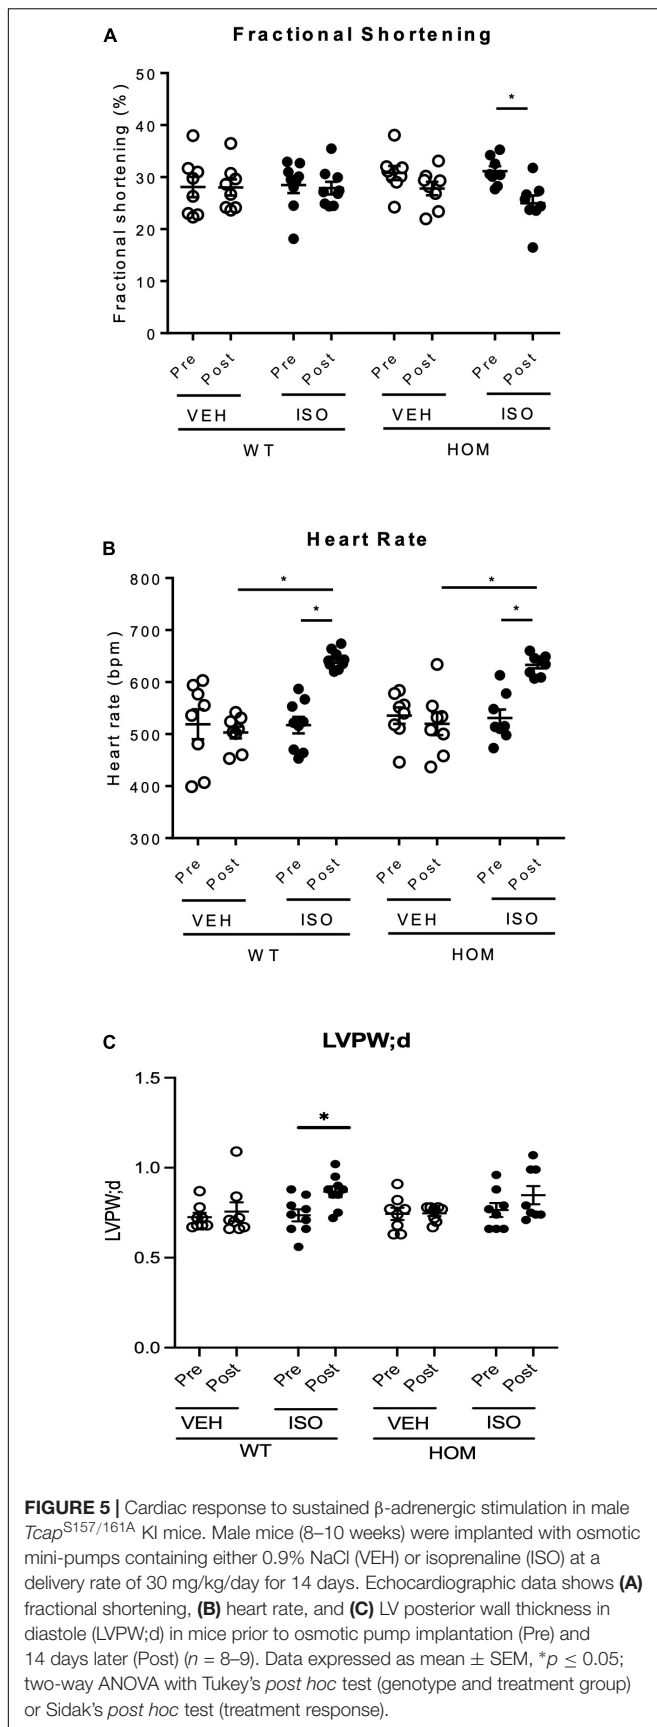 A
Fractional Shortening
Fractional shortening (%)
50
40
30
20
10
0
*
Pre Post Pre Post Pre Post Pre Post
VEH ISO VEH ISO
WT HOM
B
Heart Rate
Heart rate (bpm)
800
700
600
500
400
300
* *
* *
Pre Post Pre Post Pre Post Pre Post
VEH ISO VEH ISO
WT HOM
C
LVPW;d
LVPW;d
1.5
1.0
0.5
0.0
*
Pre Post Pre Post Pre Post Pre Post
VEH ISO VEH ISO
WT HOM
FIGURE 5 | Cardiac response to sustained β-adrenergic stimulation in male
Tcap^S157/161A KI mice. Male mice (8–10 weeks) were implanted with osmotic
mini-pumps containing either 0.9% NaCl (VEH) or isoprenaline (ISO) at a
delivery rate of 30 mg/kg/day for 14 days. Echocardiographic data shows (A)
fractional shortening, (B) heart rate, and (C) LV posterior wall thickness in
diastole (LVPW;d) in mice prior to osmotic pump implantation (Pre) and
14 days later (Post) (n = 8–9). Data expressed as mean ± SEM, *p ≤ 0.05;
two-way ANOVA with Tukey's post hoc test (genotype and treatment group)
or Sidak's post hoc test (treatment response).